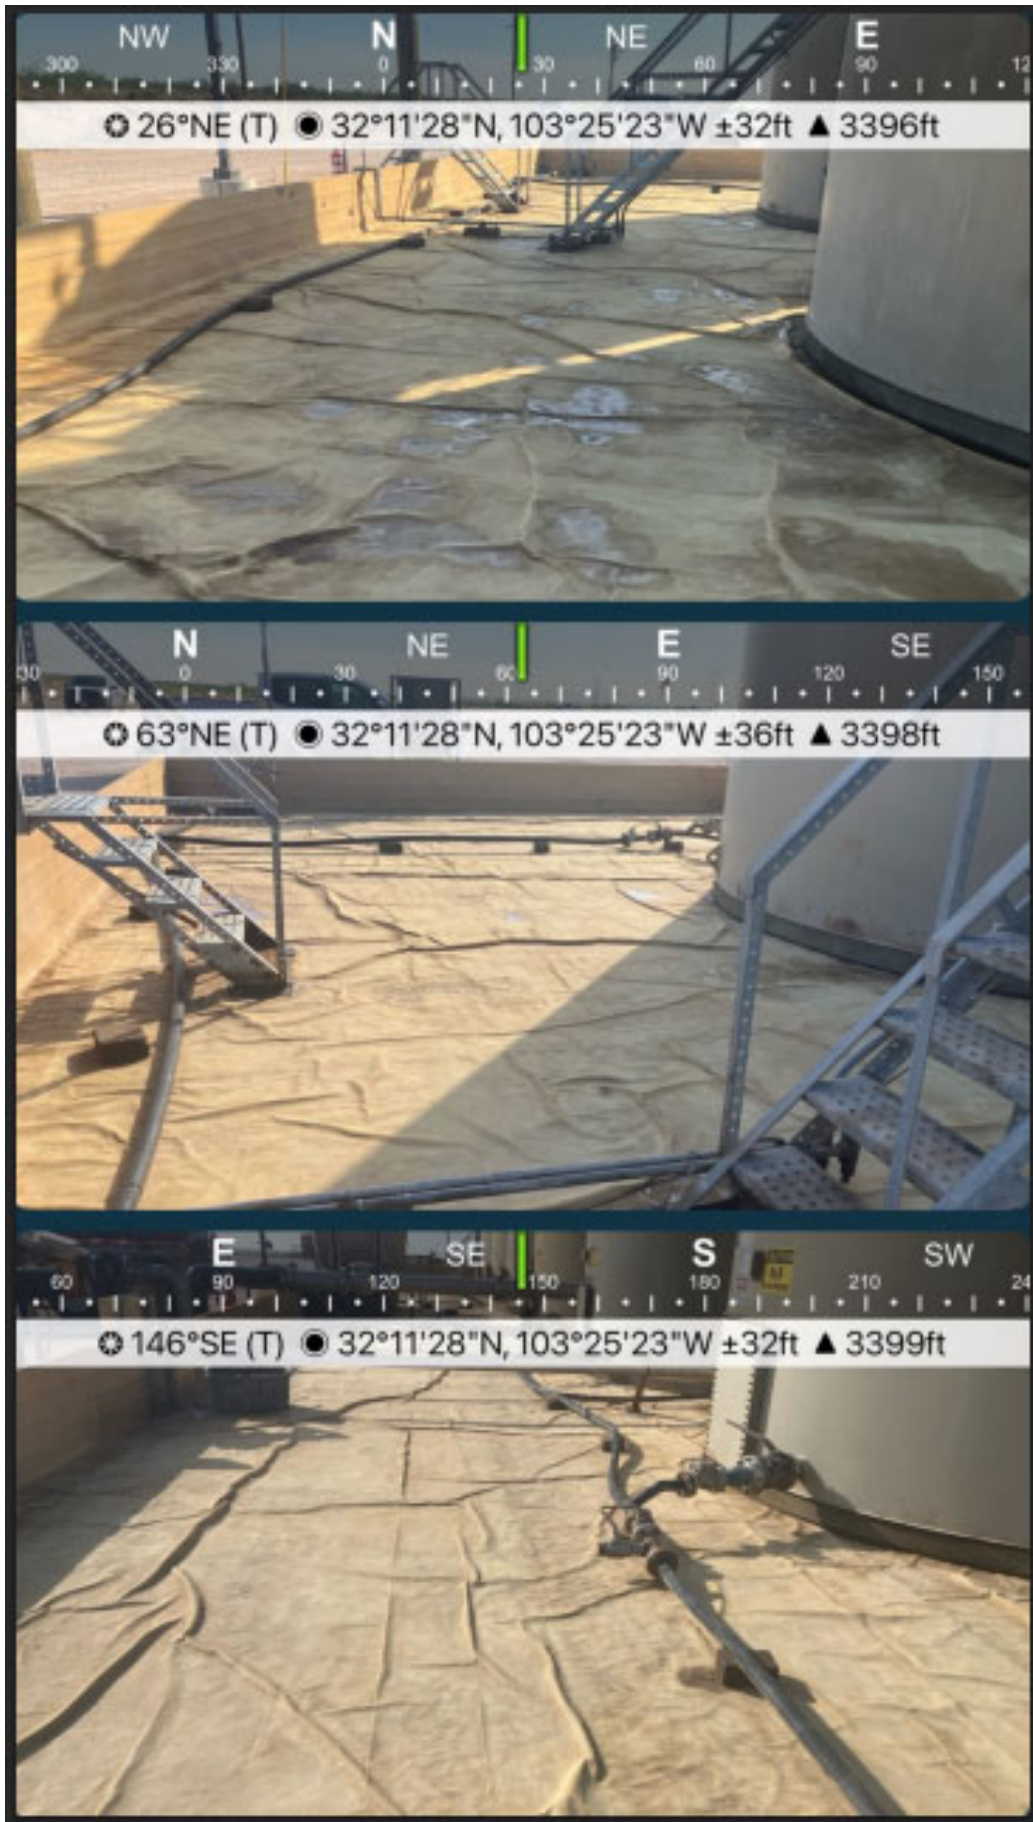 NW N NE E
300 330 0 30 60 90 12
26°NE (T) 32°11'28"N, 103°25'23"W ±32ft ▲ 3396ft
N NE E SE
30 0 30 60 90 120 150
63°NE (T) 32°11'28"N, 103°25'23"W ±36ft ▲ 3398ft
E SE S SW
60 90 120 150 180 210 24
146°SE (T) 32°11'28"N, 103°25'23"W ±32ft ▲ 3399ft